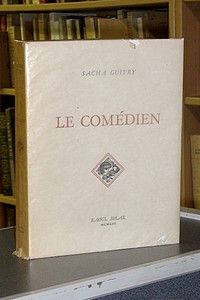 SACHA GUITRY
LE COMÉDIEN
RAOUL SOLAR